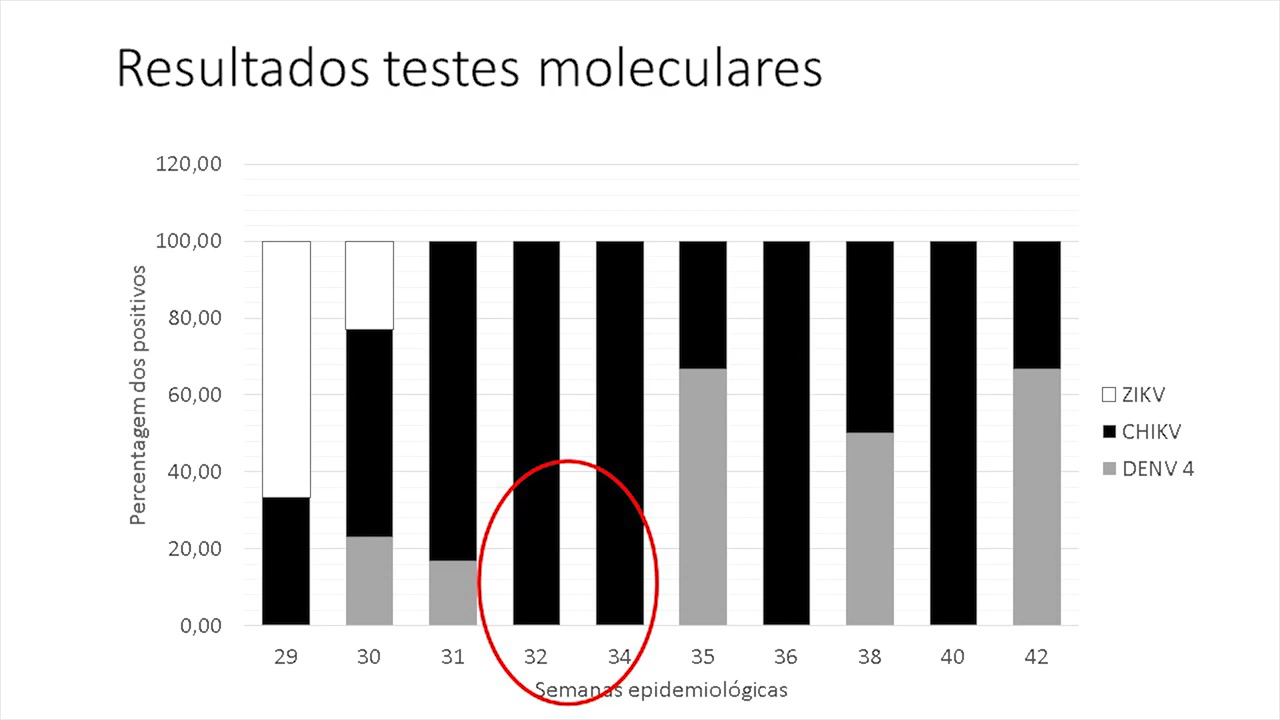 Resultados testes moleculares
120,00
100,00
80,00
60,00
40,00
20,00
0,00
Percentagem dos positivos
29 30 31 32 34 35 36 38 40 42
Semanas epidemiológicas
ZIKV
CHIKV
DENV 4